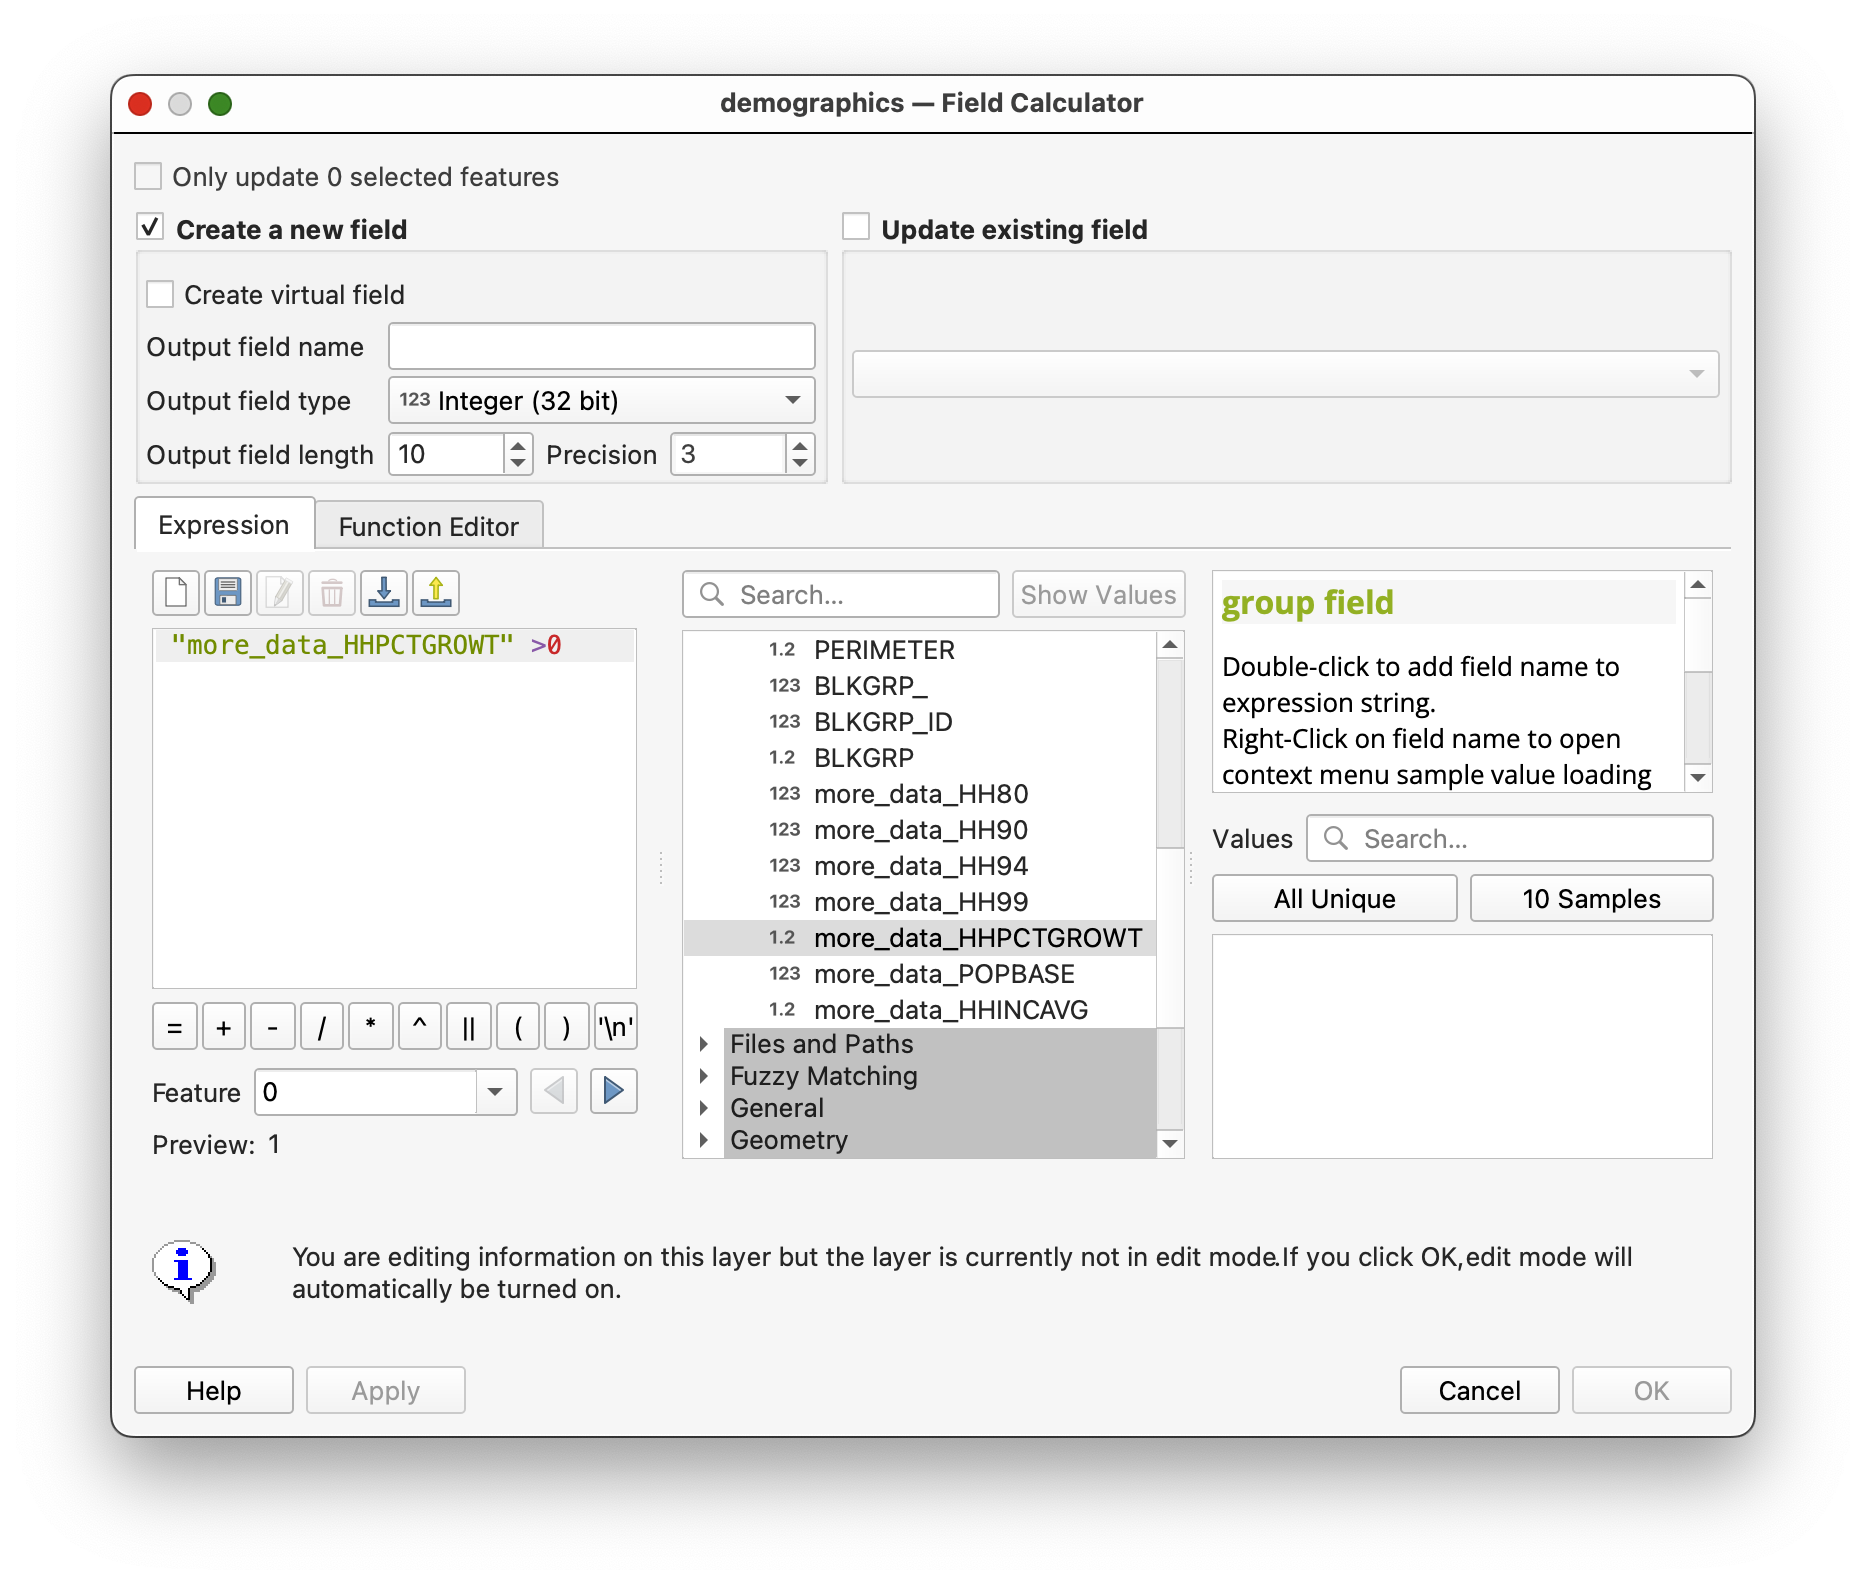 demographics — Field Calculator
Only update 0 selected features
Create a new field
Update existing field
Create virtual field
Output field name
Output field type
123 Integer (32 bit)
Output field length
10
Precision
3
Expression
Function Editor
"more_data_HHPCTGROWT" >0
= + - / * ^ || ( ) '\n'
Feature
0
Preview: 1
Search...
Show Values
1.2 PERIMETER
123 BLKGRP_
123 BLKGRP_ID
1.2 BLKGRP
123 more_data_HH80
123 more_data_HH90
123 more_data_HH94
123 more_data_HH99
1.2 more_data_HHPCTGROWT
123 more_data_POPBASE
1.2 more_data_HHINCAVG
Files and Paths
Fuzzy Matching
General
Geometry
group field
Double-click to add field name to
expression string.
Right-Click on field name to open
context menu sample value loading
Values
Search...
All Unique
10 Samples
You are editing information on this layer but the layer is currently not in edit mode.If you click OK,edit mode will
automatically be turned on.
Help
Apply
Cancel
OK